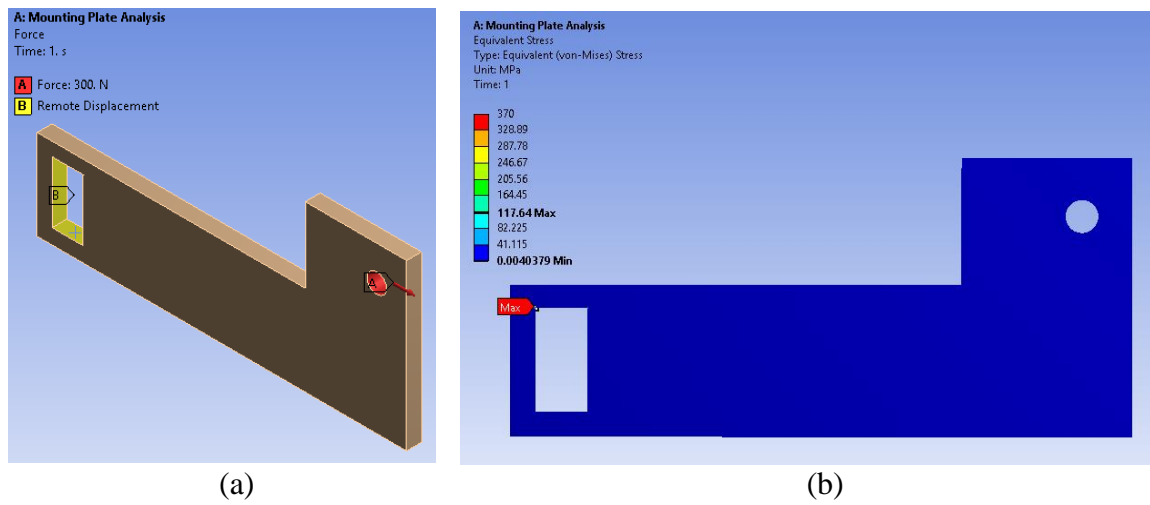 A: Mounting Plate Analysis
Force
Time: 1. s
A Force: 300. N
B Remote Displacement
B
A
(a)
A: Mounting Plate Analysis
Equivalent Stress
Type: Equivalent (von-Mises) Stress
Unit: MPa
Time: 1
370
328.89
287.78
246.67
205.56
164.45
117.64 Max
82.225
41.115
0.0040379 Min
Max
(b)